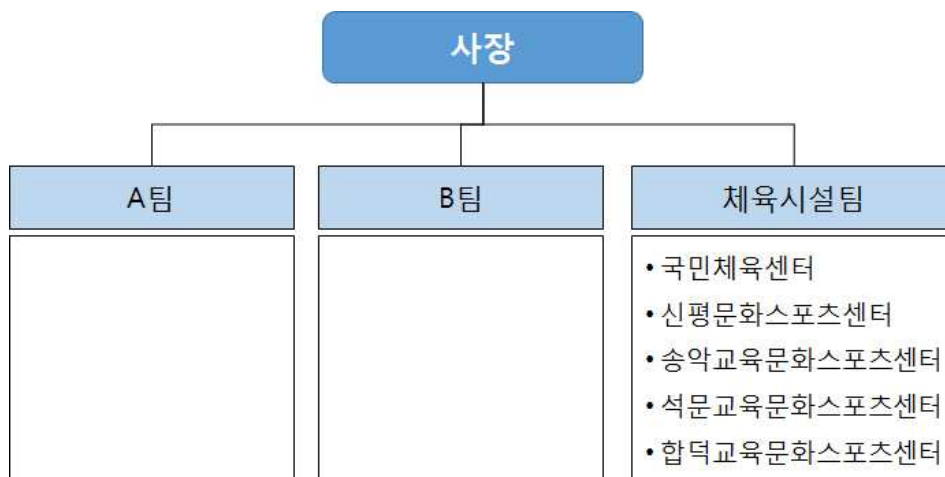 사장
A팀
B팀
체육시설팀
• 국민체육센터
• 신평문화스포츠센터
• 송악교육문화스포츠센터
• 석문교육문화스포츠센터
• 합덕교육문화스포츠센터